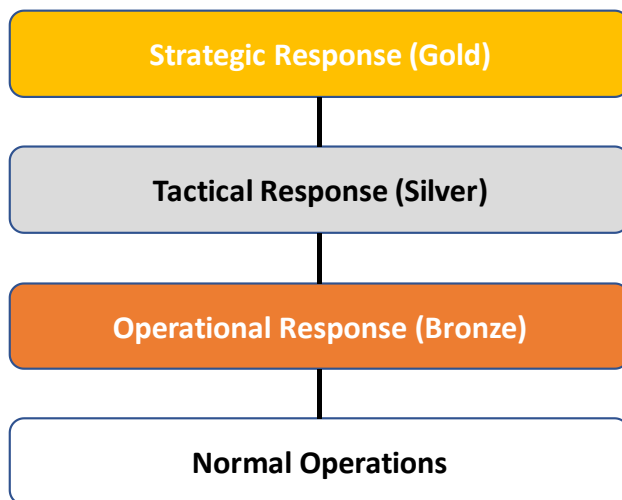 Strategic Response (Gold)
Tactical Response (Silver)
Operational Response (Bronze)
Normal Operations